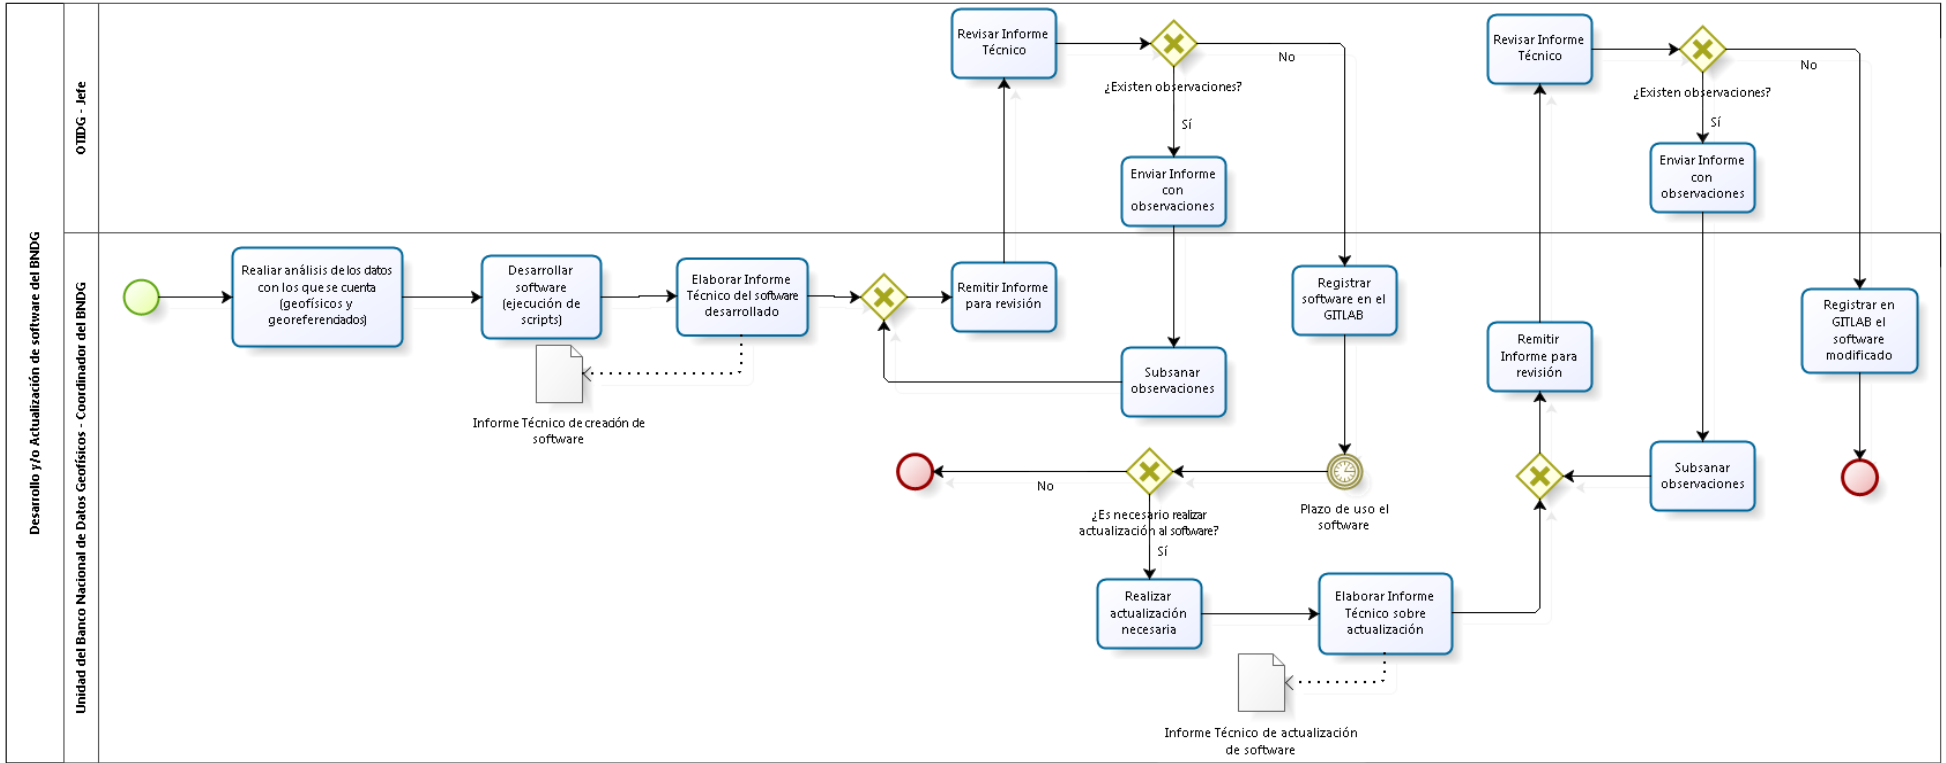 Desarrollo y/o Actualización de software del BNDG
OTIDG - Jefe
Revisar Informe
Técnico
¿Existen observaciones?
No
Sí
Enviar Informe
con
observaciones
Revisar Informe
Técnico
¿Existen observaciones?
No
Sí
Enviar Informe
con
observaciones
Unidad del Banco Nacional de Datos Geofísicos - Coordinador del BNDG
Realiar análisis de los datos
con los que se cuenta
(geofísicos y
georeferenciados)
Desarrollar
software
(ejecución de
scripts)
Elaborar Informe
Técnico del software
desarrollado
Informe Técnico de creación de
software
Remitir Informe
para revisión
Subsanar
observaciones
Registrar
software en el
GITLAB
Plazo de uso el
software
¿Es necesario realizar
actualización al software?
No
Sí
Realizar
actualización
necesaria
Elaborar Informe
Técnico sobre
actualización
Informe Técnico de actualización
de software
Remitir
Informe para
revisión
Subsanar
observaciones
Registrar en
GITLAB el
software
modificado